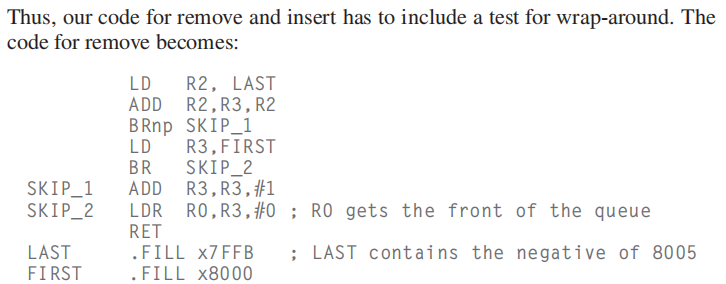 Thus, our code for remove and insert has to include a test for wrap-around. The
code for remove becomes:
LD R2, LAST
ADD R2,R3,R2
BRnp SKIP_1
LD R3,FIRST
BR SKIP_2
SKIP_1 ADD R3,R3,#1
SKIP_2 LDR R0,R3,#0 ; R0 gets the front of the queue
RET
LAST .FILL x7FFB ; LAST contains the negative of 8005
FIRST .FILL x8000